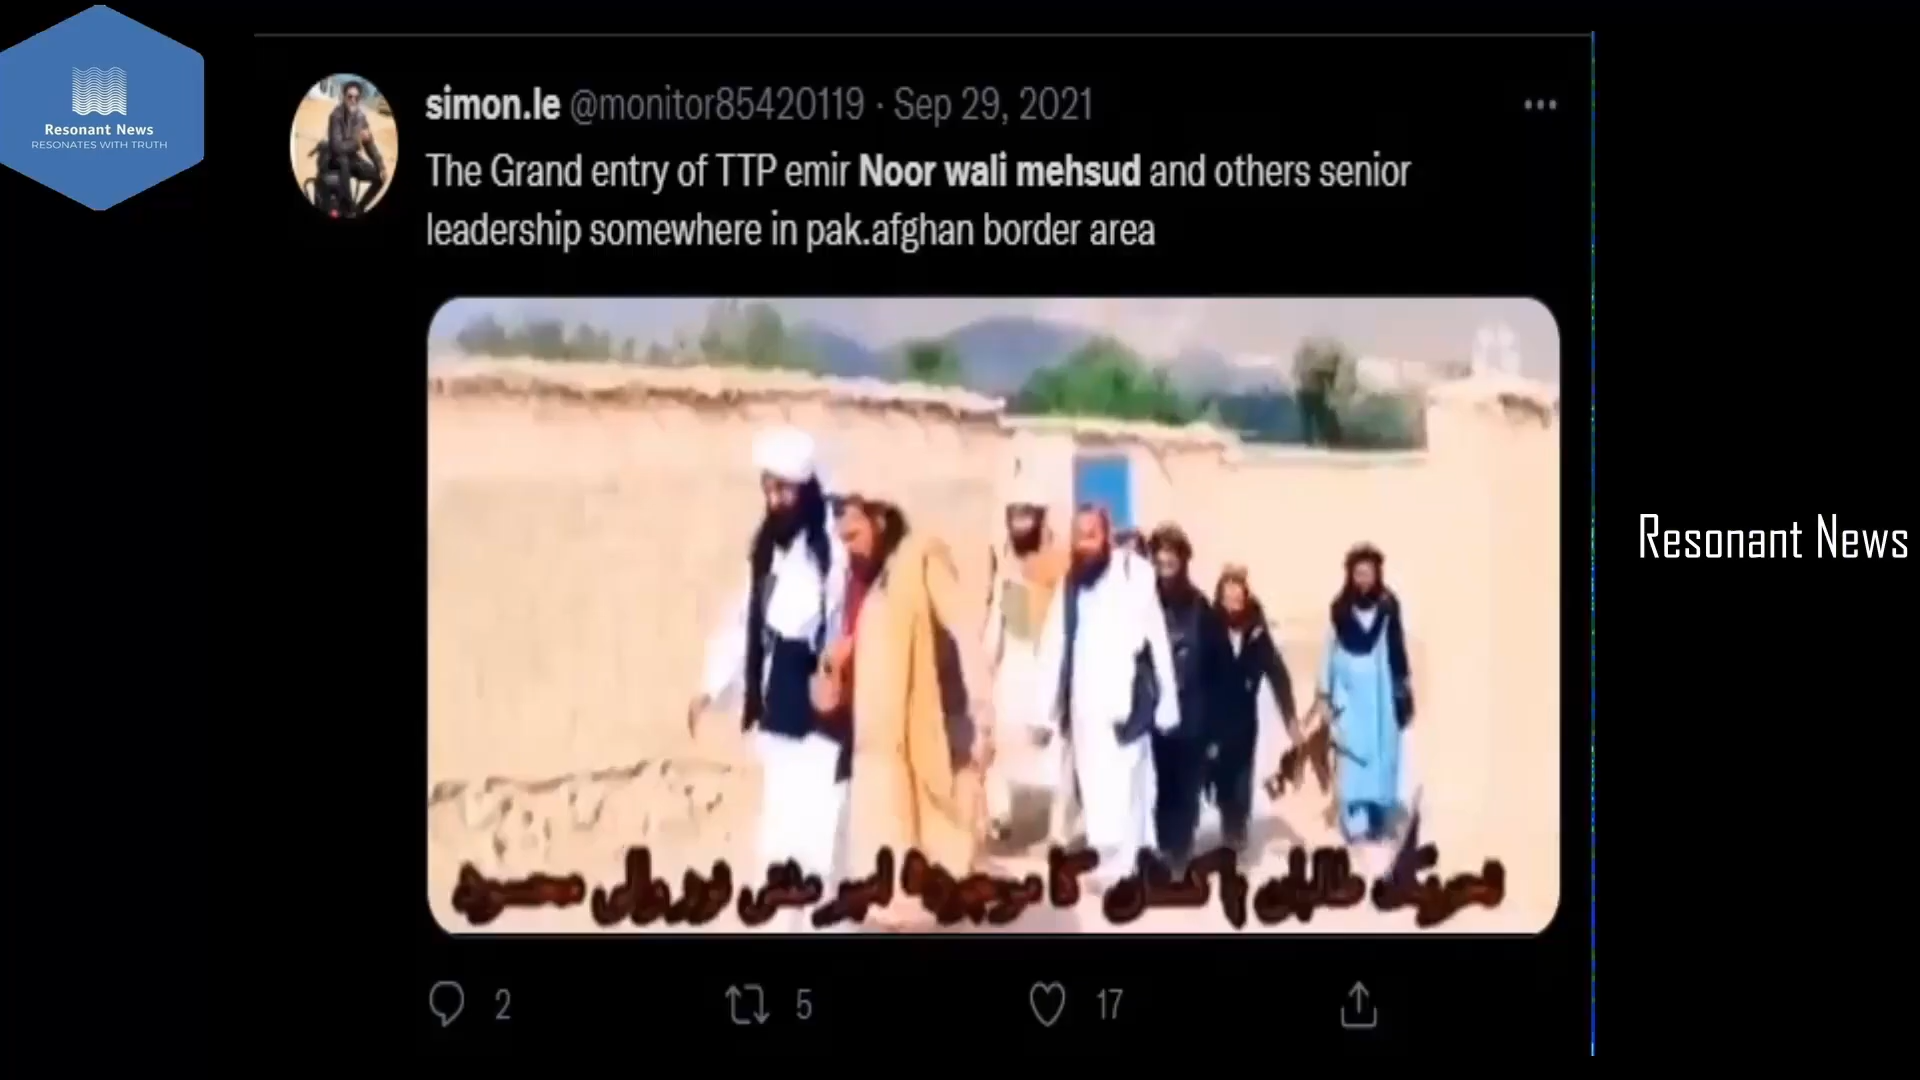 Resonant News
RESONATES WITH TRUTH
simon.le @monitor85420119 · Sep 29, 2021
The Grand entry of TTP emir Noor wali mehsud and others senior
leadership somewhere in pak.afghan border area
تحریک طالبان پاکستان کا موجودہ امیر مفتی نور ولی محسود
2 5 17
Resonant News